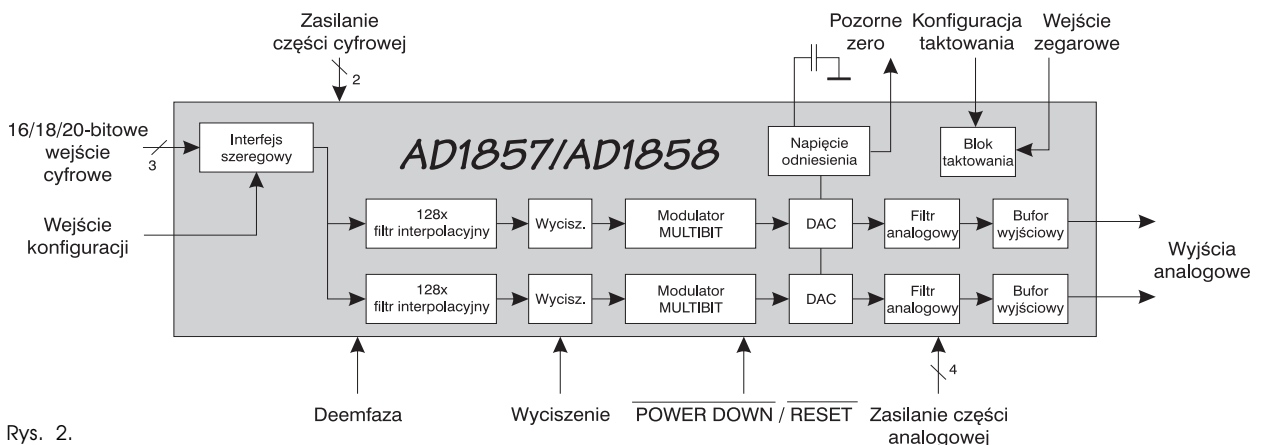 Zasilanie
części cyfrowej
2
Pozorne
zero
Konfiguracja
taktowania
Wejście
zegarowe
16/18/20-bitowe
wejście
cyfrowe
3
Interfejs
szeregowy
AD1857/AD1858
Napięcie
odniesienia
Blok
taktowania
Wejście
konfiguracji
128x
filtr interpolacyjny
Wycisz.
Modulator
MULTIBIT
DAC
Filtr
analogowy
Bufor
wyjściowy
128x
filtr interpolacyjny
Wycisz.
Modulator
MULTIBIT
DAC
Filtr
analogowy
Bufor
wyjściowy
Wyjścia
analogowe
4
Deemfaza
Wyciszenie
POWER DOWN / RESET
Zasilanie części
analogowej
Rys. 2.